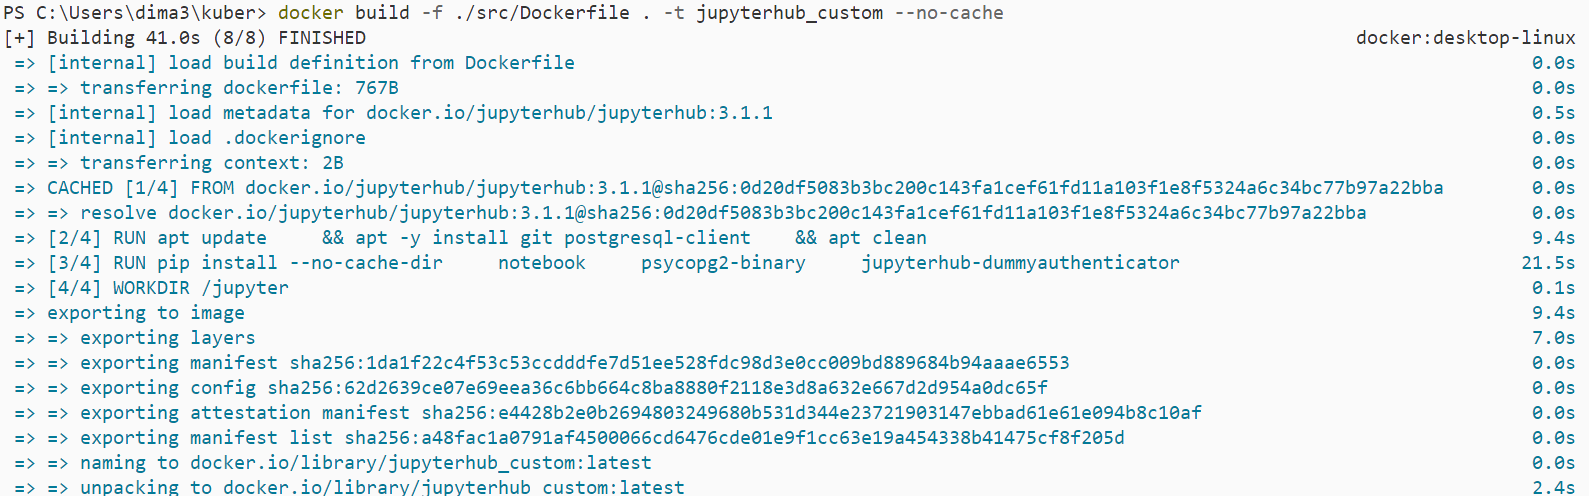 PS C:\Users\dima3\kuber> docker build -f ./src/Dockerfile . -t jupyterhub_custom --no-cache
[+] Building 41.0s (8/8) FINISHED docker:desktop-linux
=> [internal] load build definition from Dockerfile 0.0s
=> => transferring dockerfile: 767B 0.0s
=> [internal] load metadata for docker.io/jupyterhub/jupyterhub:3.1.1 0.5s
=> [internal] load .dockerignore 0.0s
=> => transferring context: 2B 0.0s
=> CACHED [1/4] FROM docker.io/jupyterhub/jupyterhub:3.1.1@sha256:0d20df5083b3bc200c143fa1cef61fd11a103f1e8f5324a6c34bc77b97a22bba 0.0s
=> => resolve docker.io/jupyterhub/jupyterhub:3.1.1@sha256:0d20df5083b3bc200c143fa1cef61fd11a103f1e8f5324a6c34bc77b97a22bba 0.0s
=> [2/4] RUN apt update     && apt -y install git postgresql-client    && apt clean 9.4s
=> [3/4] RUN pip install --no-cache-dir     notebook     psycopg2-binary     jupyterhub-dummyauthenticator 21.5s
=> [4/4] WORKDIR /jupyter 0.1s
=> exporting to image 9.4s
=> => exporting layers 7.0s
=> => exporting manifest sha256:1da1f22c4f53c53ccdddfe7d51ee528fdc98d3e0cc009bd889684b94aaae6553 0.0s
=> => exporting config sha256:62d2639ce07e69eea36c6bb664c8ba8880f2118e3d8a632e667d2d954a0dc65f 0.0s
=> => exporting attestation manifest sha256:e4428b2e0b2694803249680b531d344e23721903147ebbad61e61e094b8c10af 0.0s
=> => exporting manifest list sha256:a48fac1a0791af4500066cd6476cde01e9f1cc63e19a454338b41475cf8f205d 0.0s
=> => naming to docker.io/library/jupyterhub_custom:latest 0.0s
=> => unpacking to docker.io/library/jupyterhub_custom:latest 2.4s